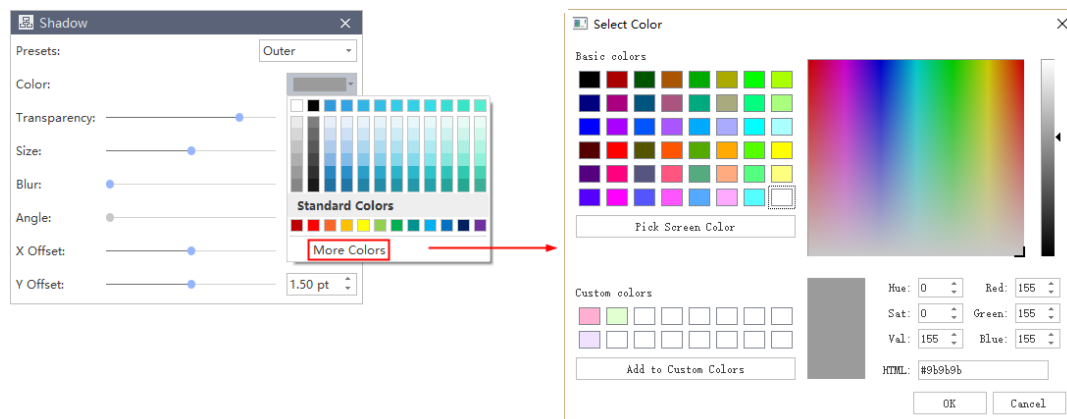 Shadow
Presets:
Outer
Color:
Transparency:
Size:
Blur:
Angle:
X Offset:
Y Offset:
1.50 pt
Standard Colors
More Colors
Select Color
Basic colors
Pick Screen Color
Custom colors
Add to Custom Colors
Hue: 0 Red: 155
Sat: 0 Green: 155
Val: 155 Blue: 155
HTML: #9b9b9b
OK Cancel